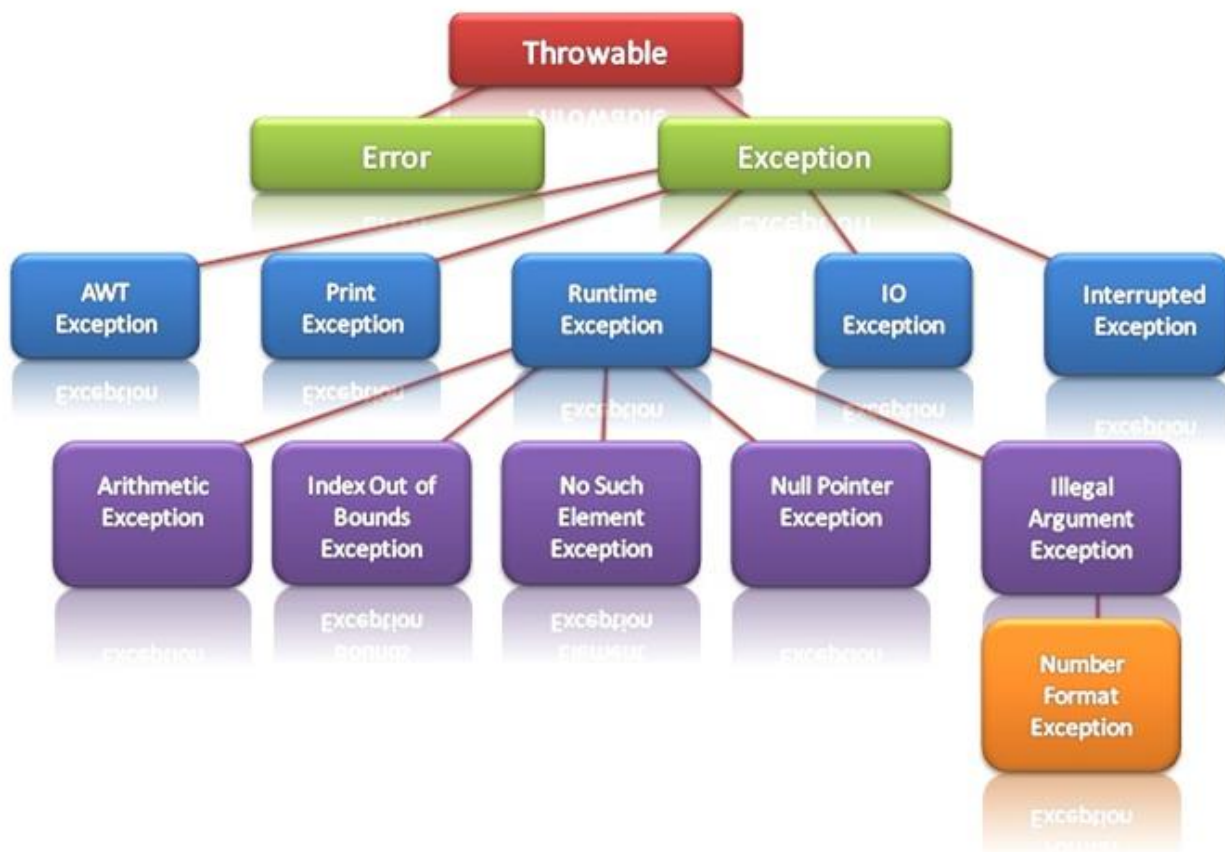 Throwable
Error
Exception
AWT
Exception
Print
Exception
Runtime
Exception
IO
Exception
Interrupted
Exception
Arithmetic
Exception
Index Out of
Bounds
Exception
No Such
Element
Exception
Null Pointer
Exception
Illegal
Argument
Exception
Number
Format
Exception